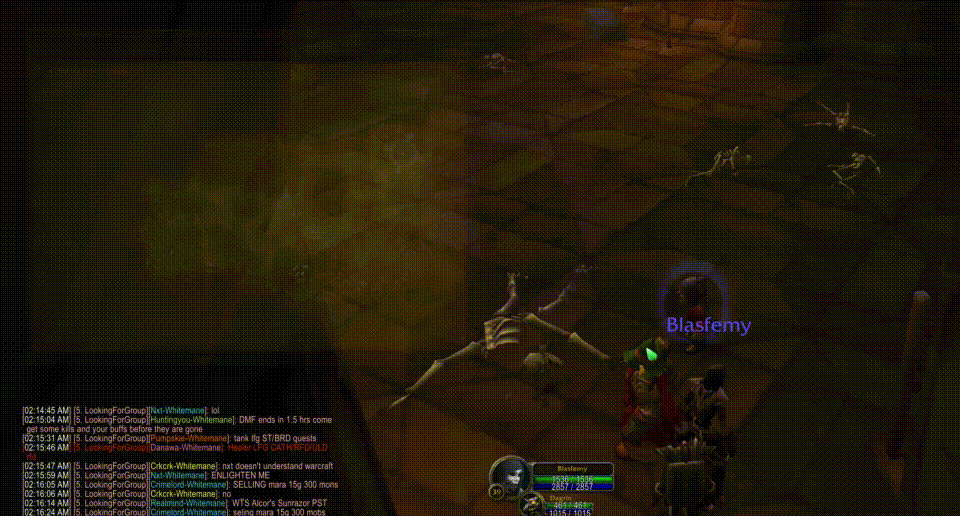 Blasfemy
[02:14:45 AM] [5. LookingForGroup][Nxt-Whitemane]: lol
[02:15:04 AM] [5. LookingForGroup][Huntingyou-Whitemane]: DMF ends in 1.5 hrs come
get some kills and your buffs before they are gone
[02:15:31 AM] [5. LookingForGroup][Pumpskie-Whitemane]: tank lfg ST/BRD quests
[02:15:46 AM] [5. LookingForGroup][Danawa-Whitemane]: Healer LFG CATH/RFD/ULD
rfd
[02:15:47 AM] [5. LookingForGroup][Crkcrk-Whitemane]: nxt doesn't understand warcraft
[02:15:59 AM] [5. LookingForGroup][Nxt-Whitemane]: ENLIGHTEN ME
[02:16:05 AM] [5. LookingForGroup][Crimelord-Whitemane]: SELLING mara 15g 300 mons
[02:16:06 AM] [5. LookingForGroup][Crkcrk-Whitemane]: no
[02:16:14 AM] [5. LookingForGroup][Realmind-Whitemane]: WTS Alcor's Sunrazor PST
[02:16:24 AM] [5. LookingForGroup][Crimelord-Whitemane]: seling mara 15g 300 mobs
Blasfemy
1536 / 1536
2857 / 2857
39
461 / 461
1015 / 1015